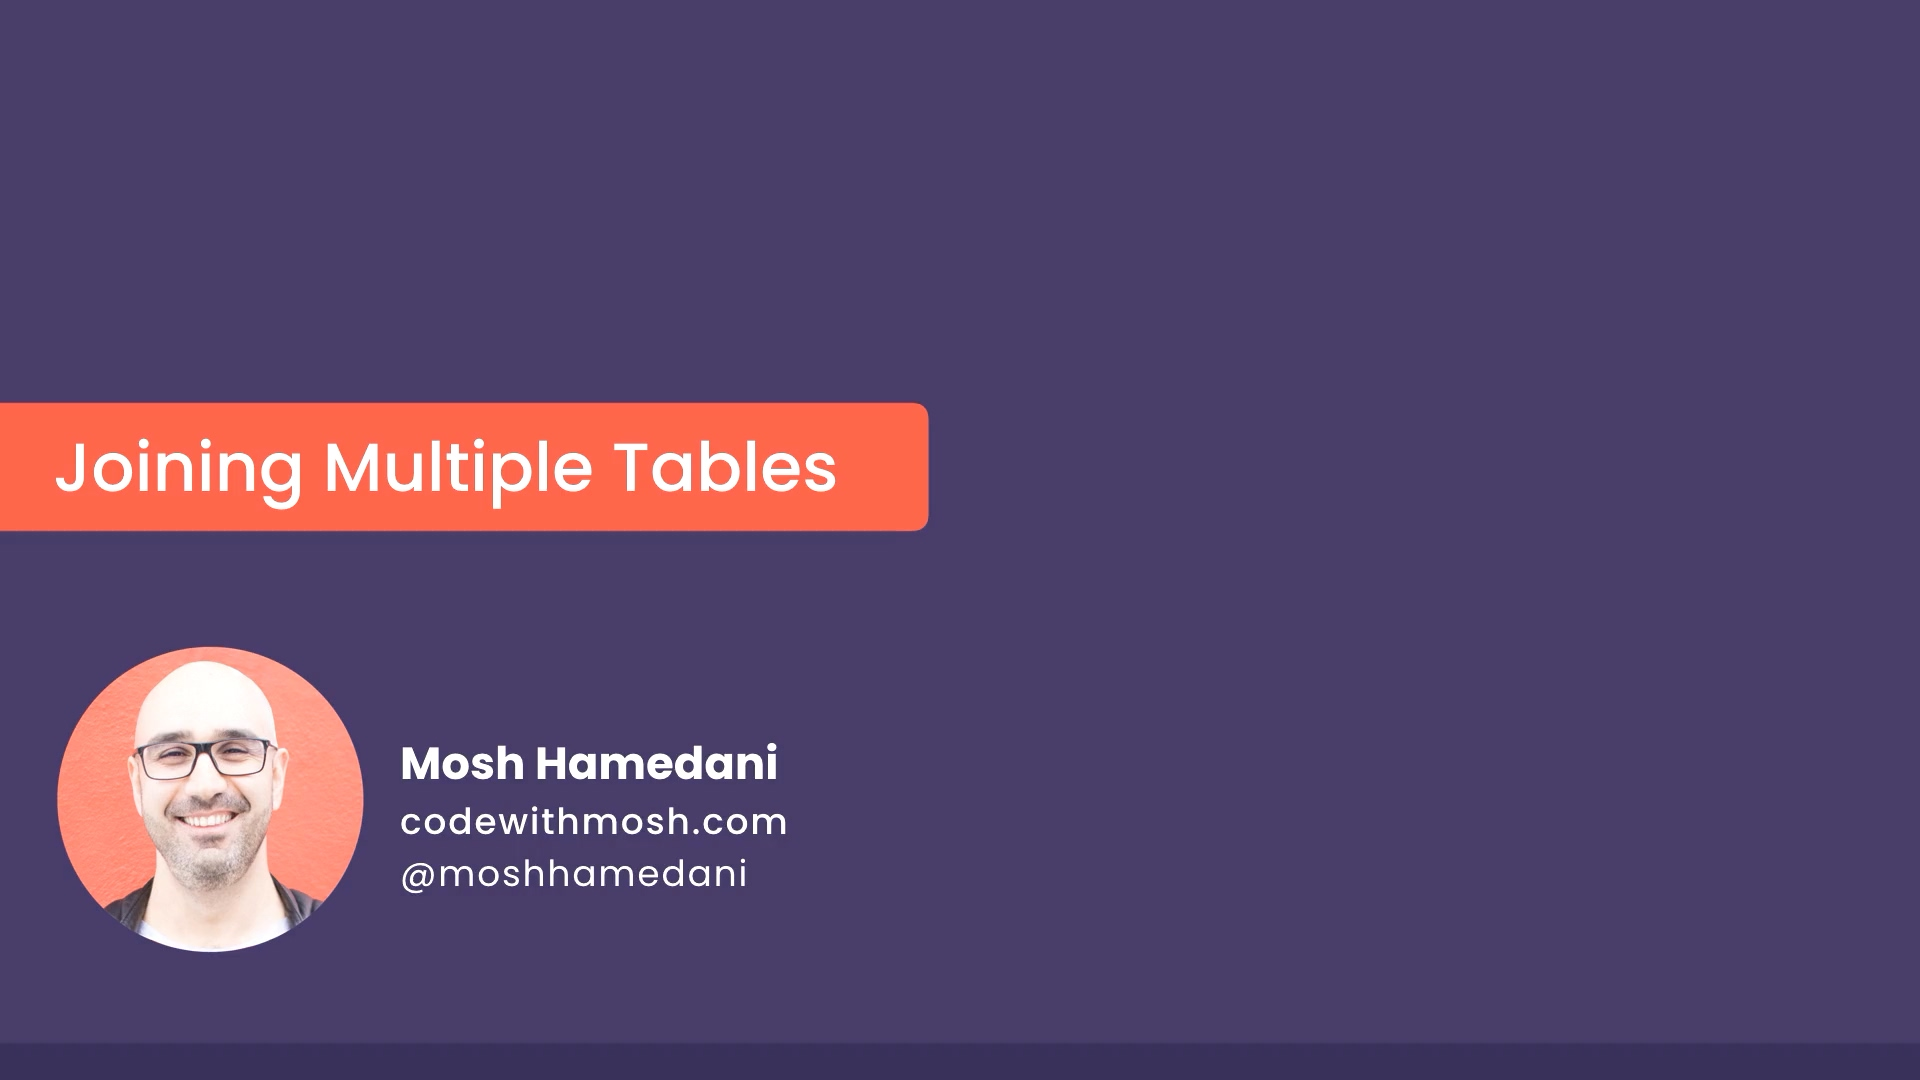 Joining Multiple Tables
Mosh Hamedani
codewithmosh.com
@moshhamedani